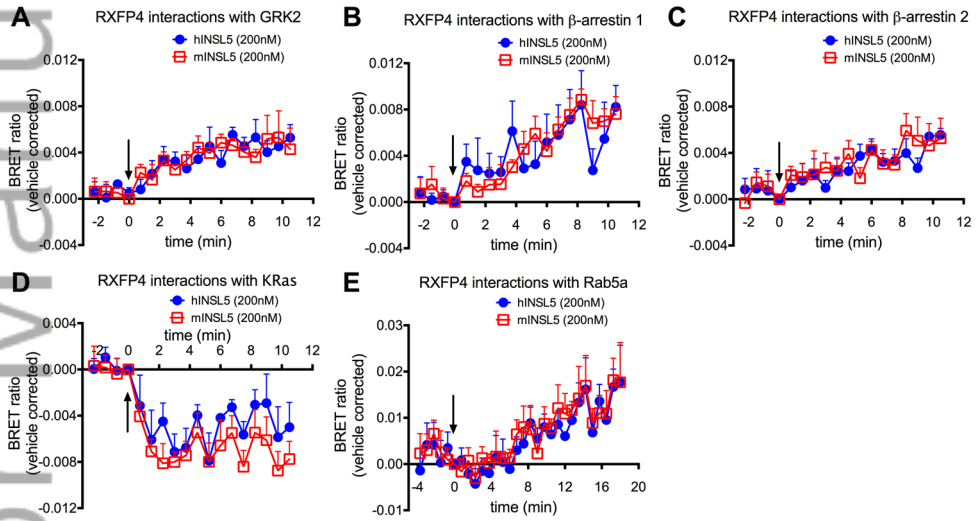 A
RXFP4 interactions with GRK2
hINSL5 (200nM)
mINSL5 (200nM)
BRET ratio
(vehicle corrected)
0.012
0.008
0.004
0.000
-0.004
-2 0 2 4 6 8 10 12
time (min)
B
RXFP4 interactions with β-arrestin 1
hINSL5 (200nM)
mINSL5 (200nM)
BRET ratio
(vehicle corrected)
0.012
0.008
0.004
0.000
-0.004
-2 0 2 4 6 8 10 12
time (min)
C
RXFP4 interactions with β-arrestin 2
hINSL5 (200nM)
mINSL5 (200nM)
BRET ratio
(vehicle corrected)
0.012
0.008
0.004
0.000
-0.004
-2 0 2 4 6 8 10 12
time (min)
D
RXFP4 interactions with KRas
hINSL5 (200nM)
mINSL5 (200nM)
time (min)
BRET ratio
(vehicle corrected)
0.004
0.000
-0.004
-0.008
-0.012
-2 0 2 4 6 8 10 12
E
RXFP4 interactions with Rab5a
hINSL5 (200nM)
mINSL5 (200nM)
BRET ratio
(vehicle corrected)
0.03
0.02
0.01
0.00
-0.01
-4 0 4 8 12 16 20
time (min)